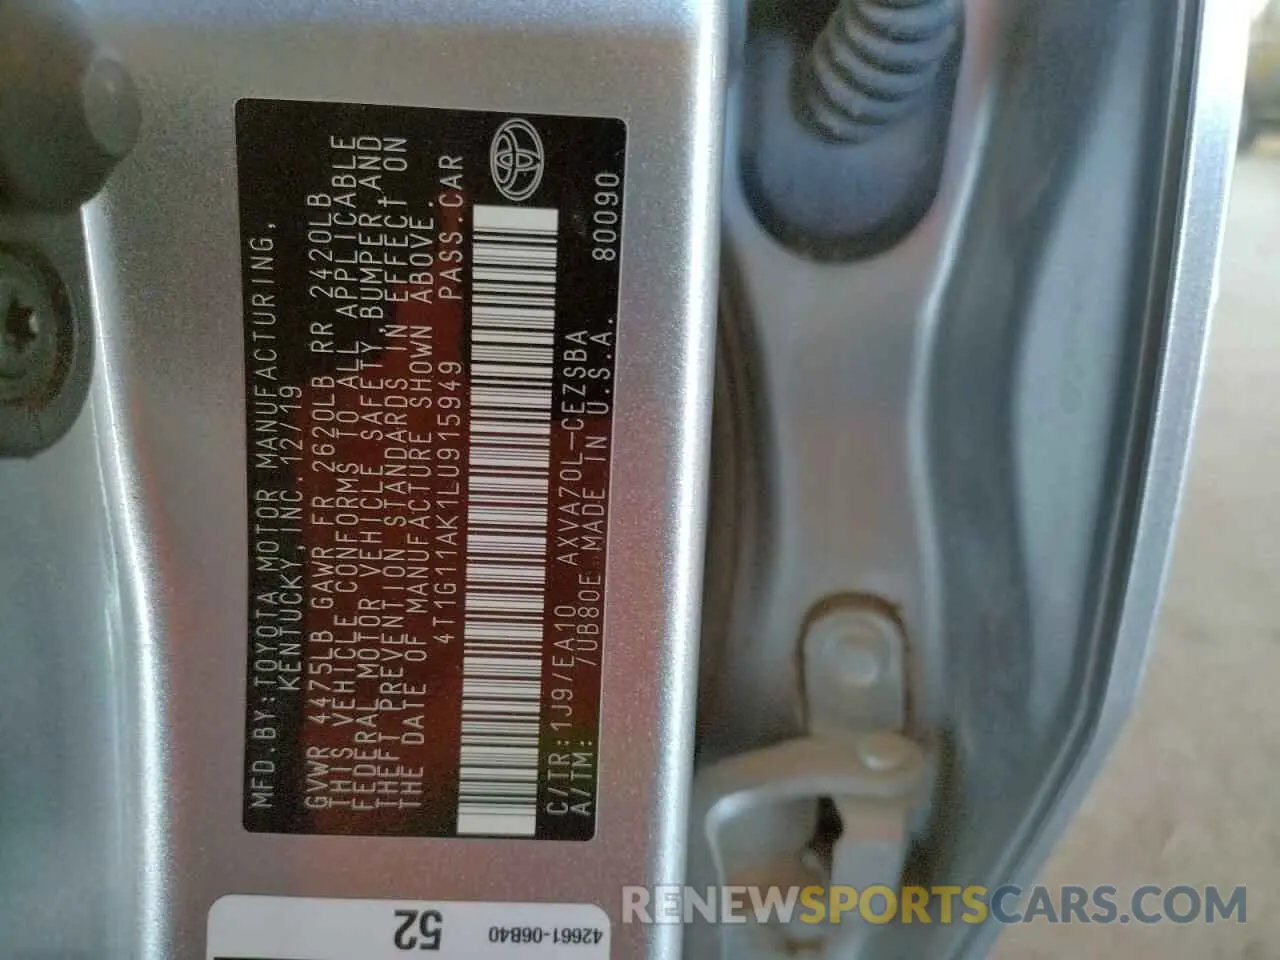 MFD.BY:TOYOTA MOTOR MANUFACTURING,
KENTUCKY,INC. 12/19
GVWR 4475LB GAWR FR 2620LB RR 2420LB
THIS VEHICLE CONFORMS TO ALL APPLICABLE
FEDERAL MOTOR VEHICLE SAFETY,BUMPER,AND
THEFT PREVENTION STANDARDS IN EFFECT ON
THE DATE OF MANUFACTURE SHOWN ABOVE.
4T1G11AK1LU915949 PASS.CAR
C/TR:1J9/EA10 AXVA70L-CEZSBA
A/TM: 7UB80E MADE IN U.S.A. 80090
52
42661-06B40
RENEWSPORTSCARS.COM